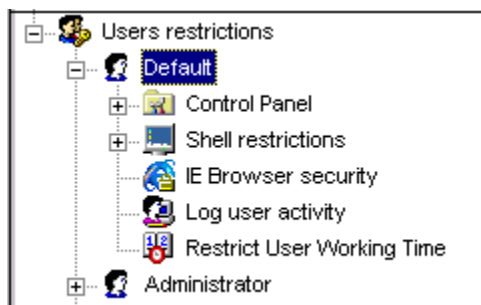 Users restrictions
Default
Control Panel
Shell restrictions
IE Browser security
Log user activity
Restrict User Working Time
Administrator